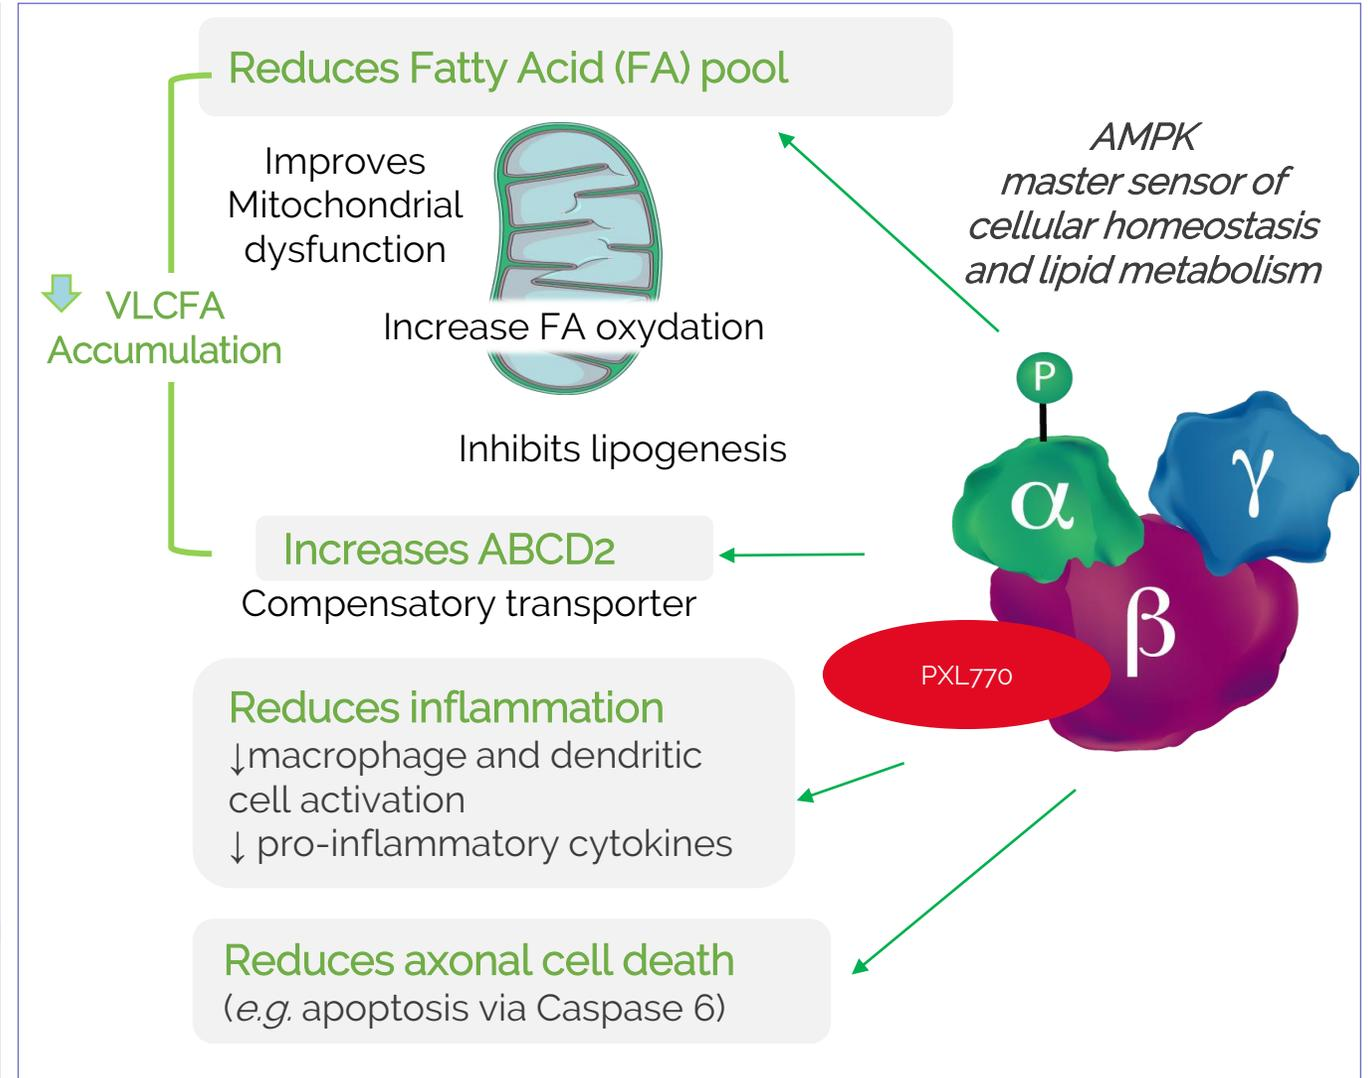 Reduces Fatty Acid (FA) pool
AMPK
master sensor of
cellular homeostasis
and lipid metabolism
Improves
Mitochondrial
dysfunction
VLCFA
Accumulation
Increase FA oxydation
P
Inhibits lipogenesis
α
γ
β
Increases ABCD2
Compensatory transporter
PXL770
Reduces inflammation
↓macrophage and dendritic
cell activation
↓ pro-inflammatory cytokines
Reduces axonal cell death
(e.g. apoptosis via Caspase 6)